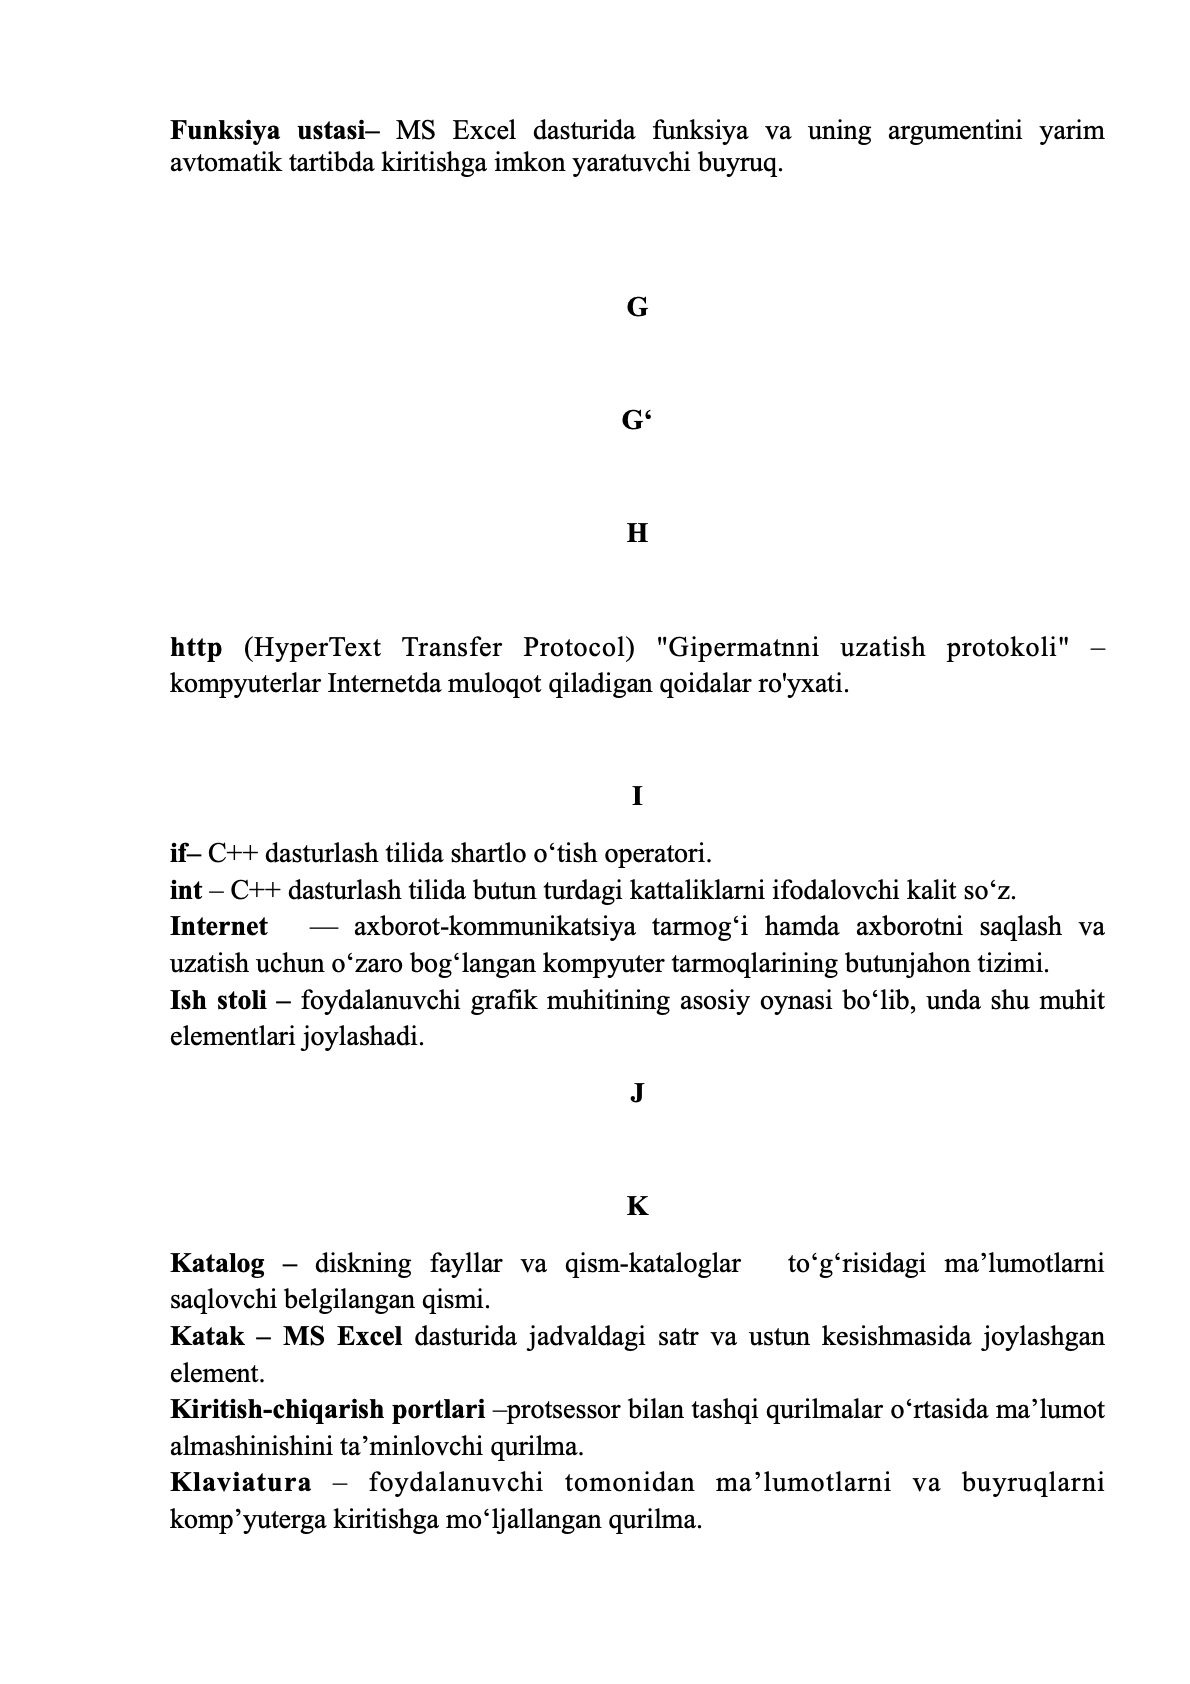 Funksiya ustasi– MS Excel dasturida funksiya va uning argumentini yarim
avtomatik tartibda kiritishga imkon yaratuvchi buyruq.
G
G‘
H
http (HyperText Transfer Protocol) "Gipermatnni uzatish protokoli" –
kompyuterlar Internetda muloqot qiladigan qoidalar ro'yxati.
I
if– C++ dasturlash tilida shartlo o‘tish operatori.
int – C++ dasturlash tilida butun turdagi kattaliklarni ifodalovchi kalit so‘z.
Internet — axborot-kommunikatsiya tarmog‘i hamda axborotni saqlash va
uzatish uchun o‘zaro bog‘langan kompyuter tarmoqlarining butunjahon tizimi.
Ish stoli – foydalanuvchi grafik muhitining asosiy oynasi bo‘lib, unda shu muhit
elementlari joylashadi.
J
K
Katalog – diskning fayllar va qism-kataloglar to‘g‘risidagi ma’lumotlarni
saqlovchi belgilangan qismi.
Katak – MS Excel dasturida jadvaldagi satr va ustun kesishmasida joylashgan
element.
Kiritish-chiqarish portlari –protsessor bilan tashqi qurilmalar o‘rtasida ma’lumot
almashinishini ta’minlovchi qurilma.
Klaviatura – foydalanuvchi tomonidan ma’lumotlarni va buyruqlarni
komp’yuterga kiritishga mo‘ljallangan qurilma.